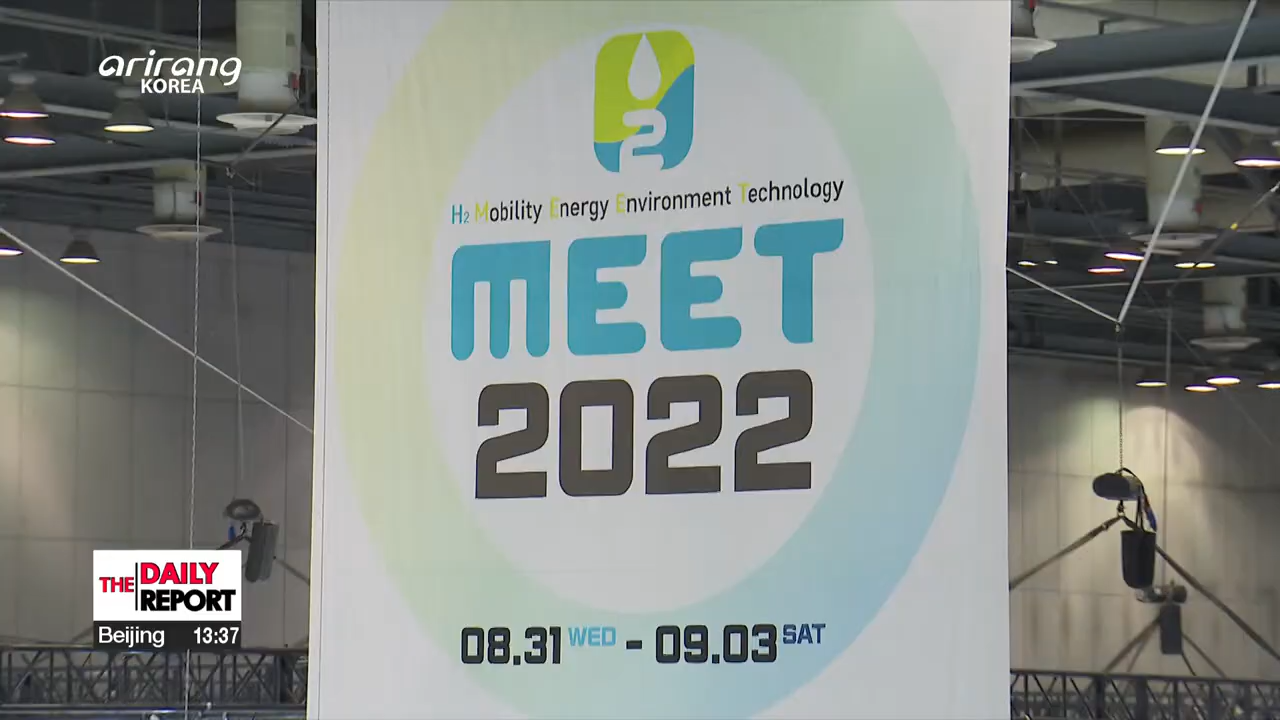 arirang
KOREA
2
H2 Mobility Energy Environment Technology
MEET
2022
08.31 WED - 09.03 SAT
THE DAILY REPORT
Beijing 13:37